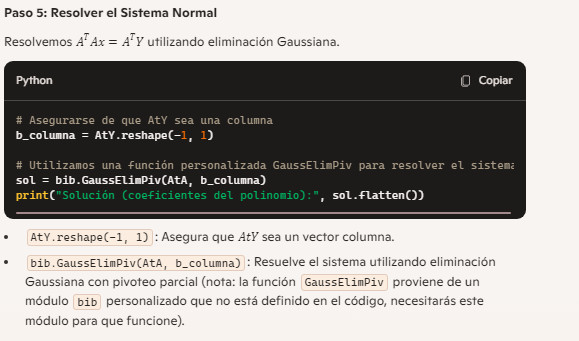 Paso 5: Resolver el Sistema Normal
Resolvemos AᵀAx = AᵀY utilizando eliminación Gaussiana.
Python
Copiar
# Asegurarse de que AtY sea una columna
b_columna = AtY.reshape(-1, 1)
# Utilizamos una función personalizada GaussElimPiv para resolver el sistema
sol = bib.GaussElimPiv(AtA, b_columna)
print("Solución (coeficientes del polinomio):", sol.flatten())
• AtY.reshape(-1, 1) : Asegura que AtY sea un vector columna.
• bib.GaussElimPiv(AtA, b_columna) : Resuelve el sistema utilizando eliminación
Gaussiana con pivoteo parcial (nota: la función GaussElimPiv proviene de un
módulo bib personalizado que no está definido en el código, necesitarás este
módulo para que funcione).